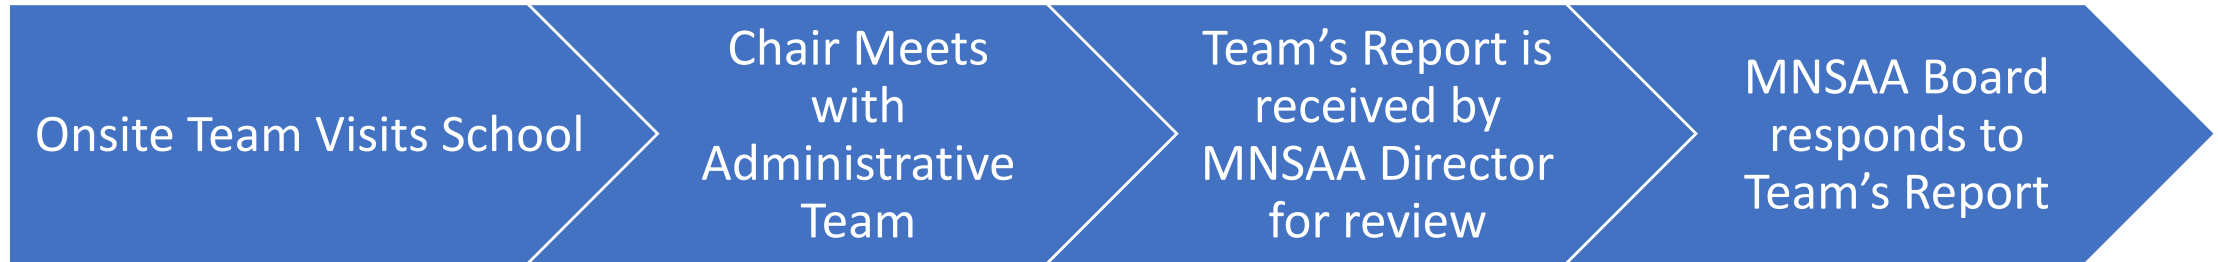 Onsite Team Visits School
Chair Meets
with
Administrative
Team
Team’s Report is
received by
MNSAA Director
for review
MNSAA Board
responds to
Team’s Report